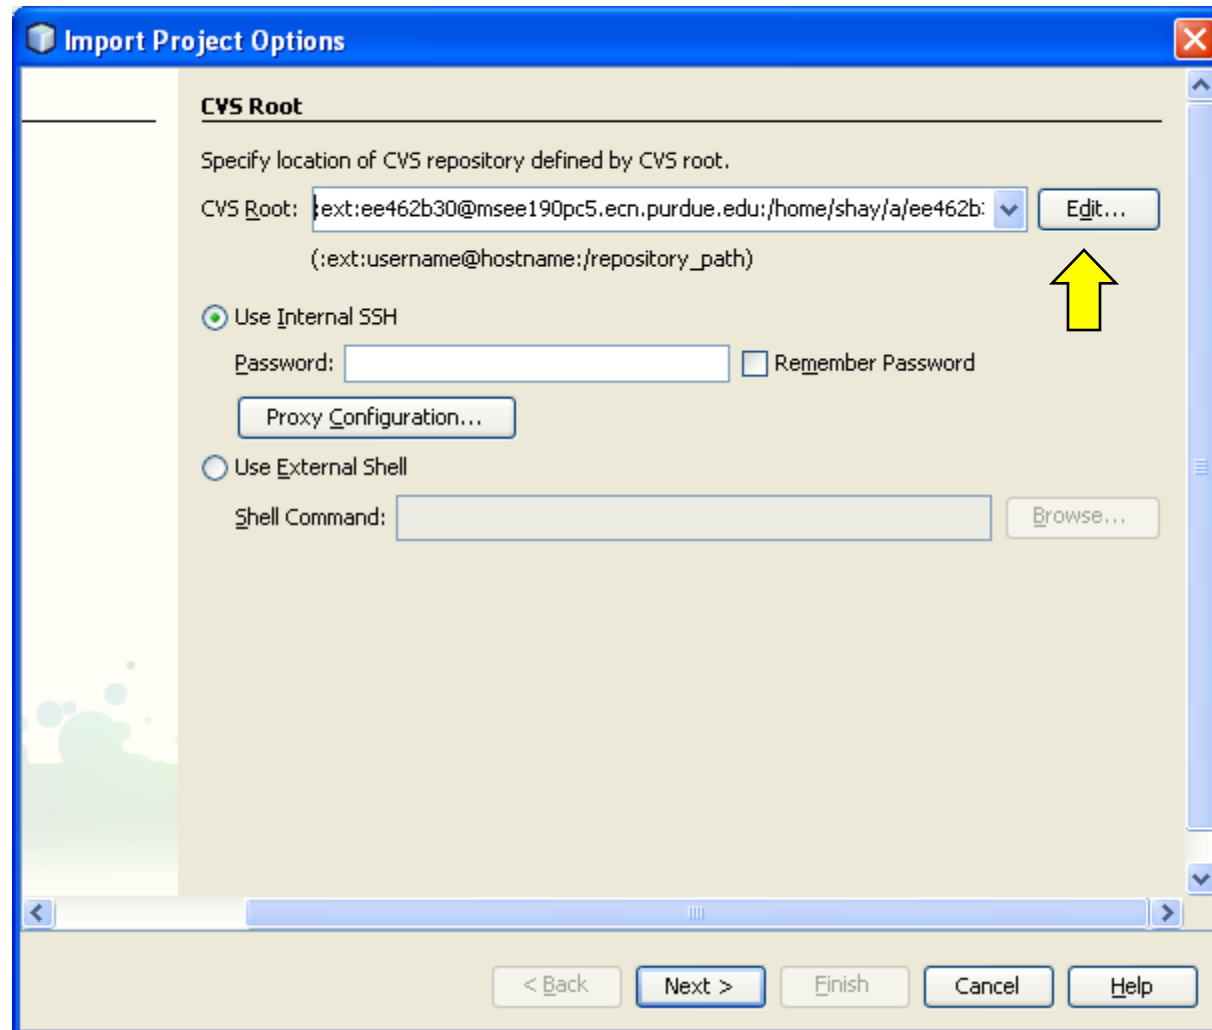 Import Project Options
CVS Root
Specify location of CVS repository defined by CVS root.
CVS Root: :ext:ee462b30@msee190pc5.ecn.purdue.edu:/home/shay/a/ee462b Edit...
(:ext:username@hostname:/repository_path)
Use Internal SSH
Password: Remember Password
Proxy Configuration...
Use External Shell
Shell Command: Browse...
< Back Next > Finish Cancel Help